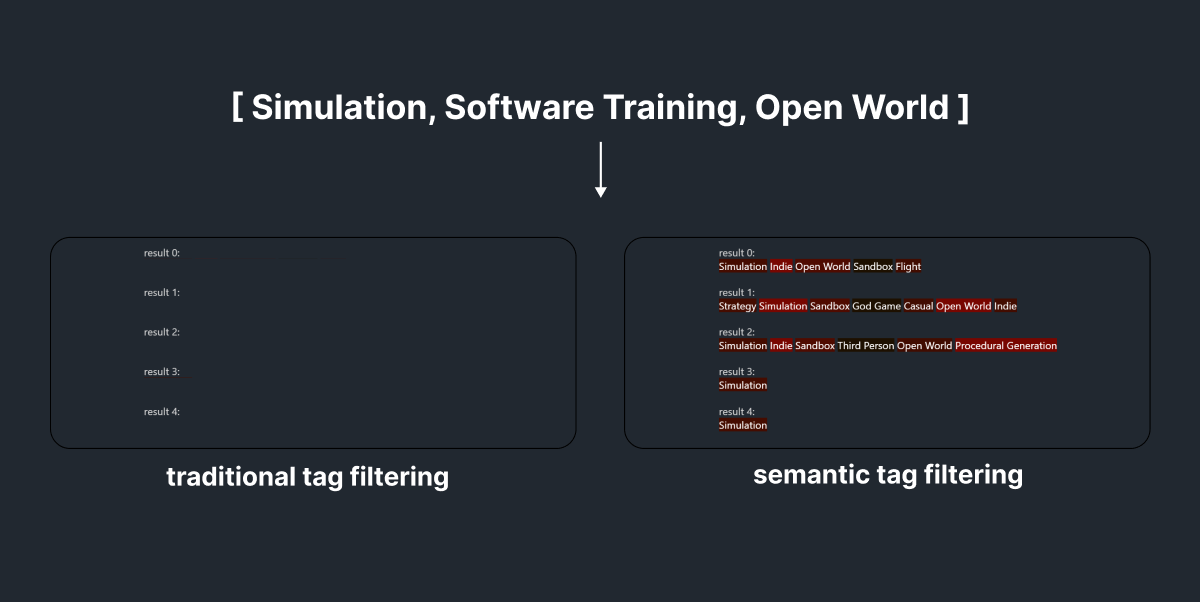 [ Simulation, Software Training, Open World ]
result 0:
result 1:
result 2:
result 3:
result 4:
traditional tag filtering
result 0:
Simulation Indie Open World Sandbox Flight
result 1:
Strategy Simulation Sandbox God Game Casual Open World Indie
result 2:
Simulation Indie Sandbox Third Person Open World Procedural Generation
result 3:
Simulation
result 4:
Simulation
semantic tag filtering